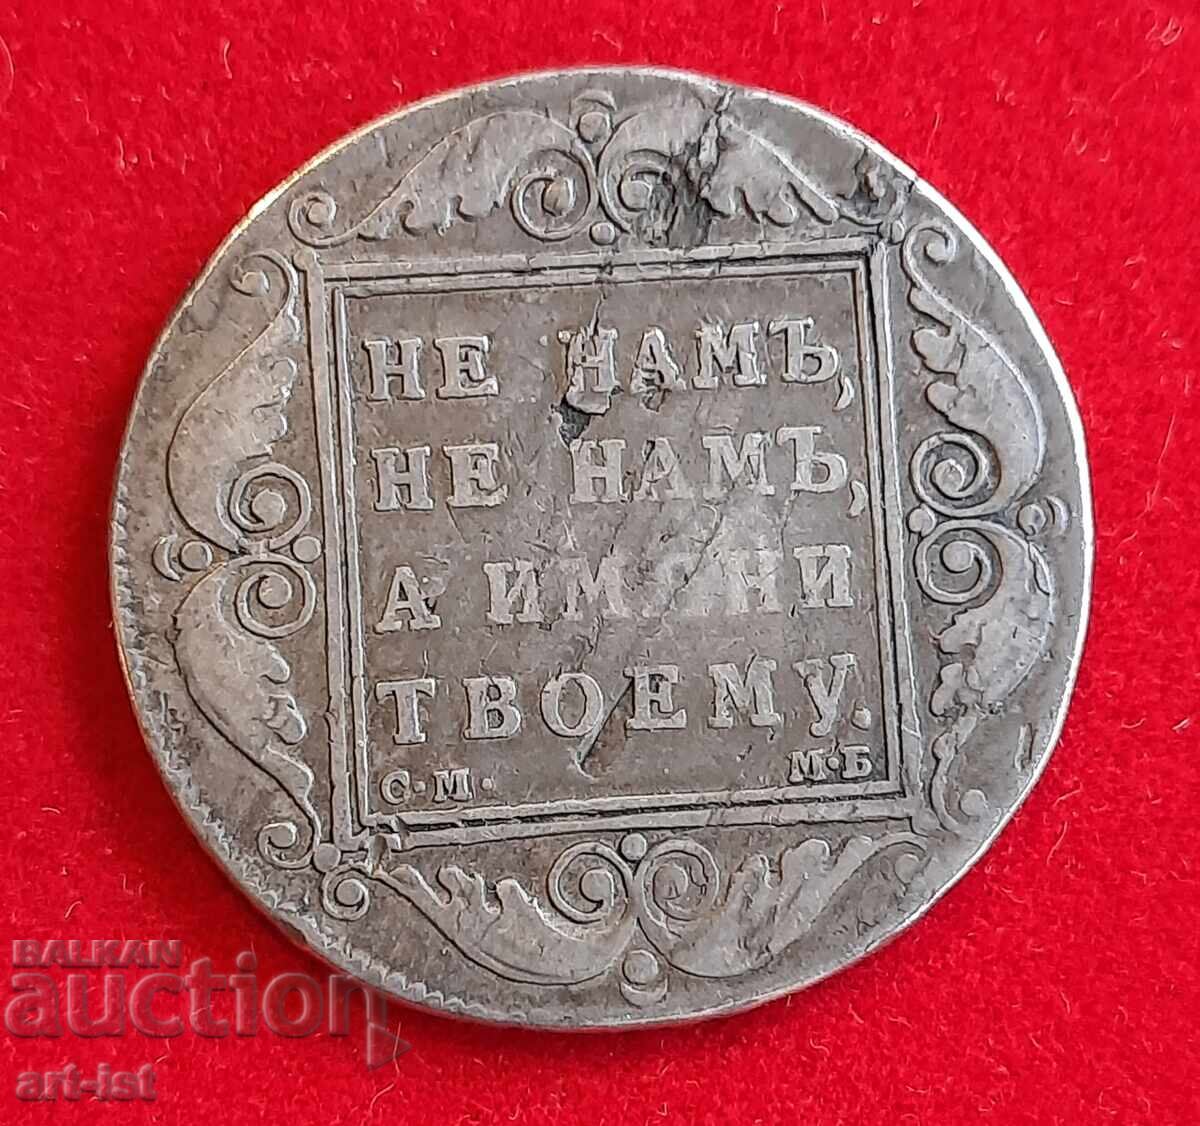 НЕ НАМЪ,
НЕ НАМЪ,
А ИМЯНИ
ТВОЕМУ.
С·М· М·Б
BALKAN
auction
art-ist